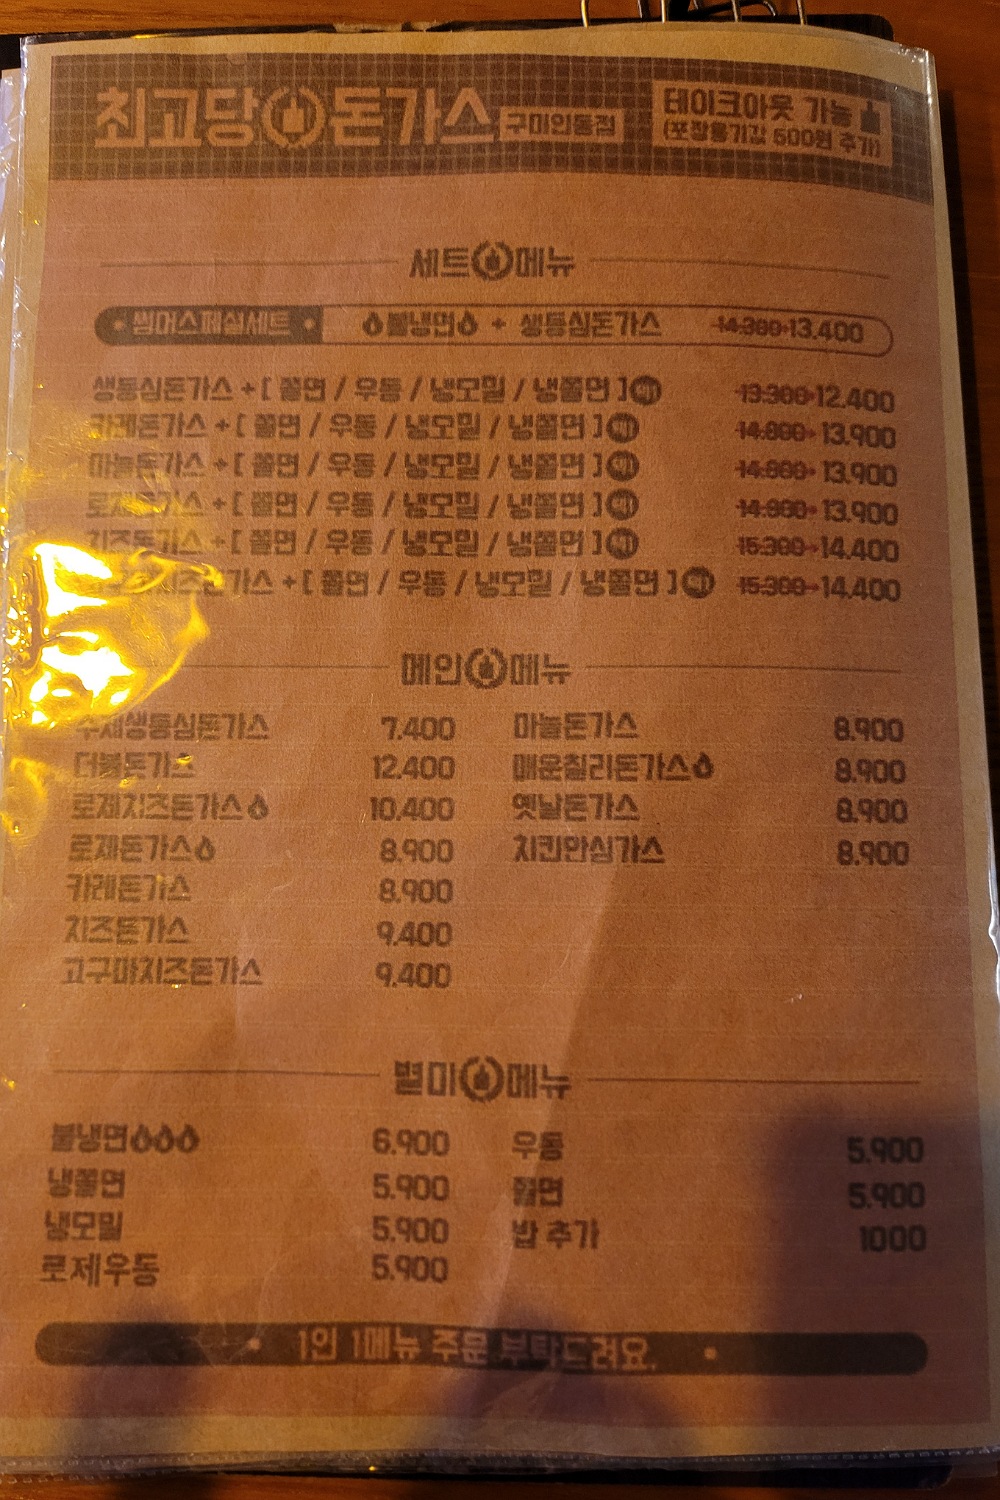 최고당돈가스 구미인동점
테이크아웃 가능
(포장용기값 500원 추가)
세트메뉴
썸머스페셜세트 불냉면 + 생등심돈가스 14.300 13.400
생등심돈가스 + [ 쫄면 / 우동 / 냉모밀 / 냉쫄면 ] 택1 13.300 12.400
카레돈가스 + [ 쫄면 / 우동 / 냉모밀 / 냉쫄면 ] 택1 14.800 13.900
마늘돈가스 + [ 쫄면 / 우동 / 냉모밀 / 냉쫄면 ] 택1 14.800 13.900
로제돈가스 + [ 쫄면 / 우동 / 냉모밀 / 냉쫄면 ] 택1 13.900
치즈돈가스 + [ 쫄면 / 우동 / 냉모밀 / 냉쫄면 ] 택1 15.300 14.400
치즈돈가스 + [ 쫄면 / 우동 / 냉모밀 / 냉쫄면 ] 택1 15.300 14.400
메인메뉴
수제생등심돈가스 7.400 마늘돈가스 8.900
더블돈가스 12.400 매운칠리돈가스 8.900
로제치즈돈가스 10.400 옛날돈가스 8.900
로제돈가스 8.900 치킨안심가스 8.900
카레돈가스 8.900
치즈돈가스 9.400
고구마치즈돈가스 9.400
별미메뉴
불냉면 6.900 우동 5.900
냉쫄면 5.900 쫄면 5.900
냉모밀 5.900 밥 추가 1000
로제우동 5.900
1인 1메뉴 주문 부탁드려요.